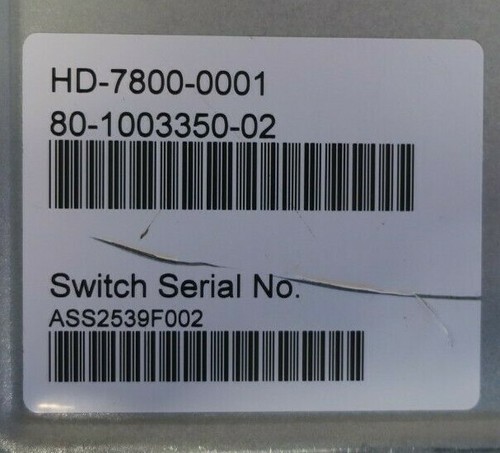 HD-7800-0001
80-1003350-02
Switch Serial No.
ASS2539F002